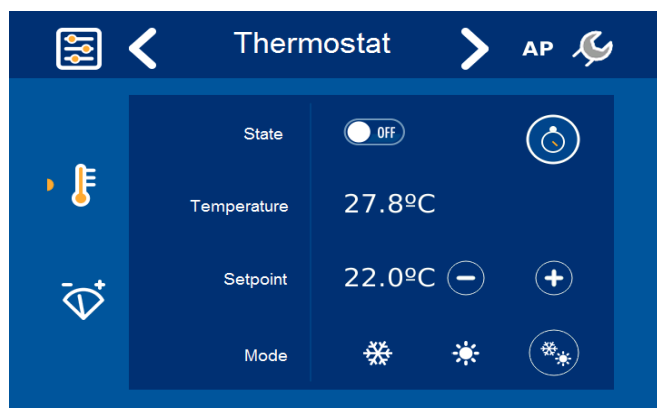 Thermostat
AP
State
OFF
Temperature
27.8ºC
Setpoint
22.0ºC
Mode